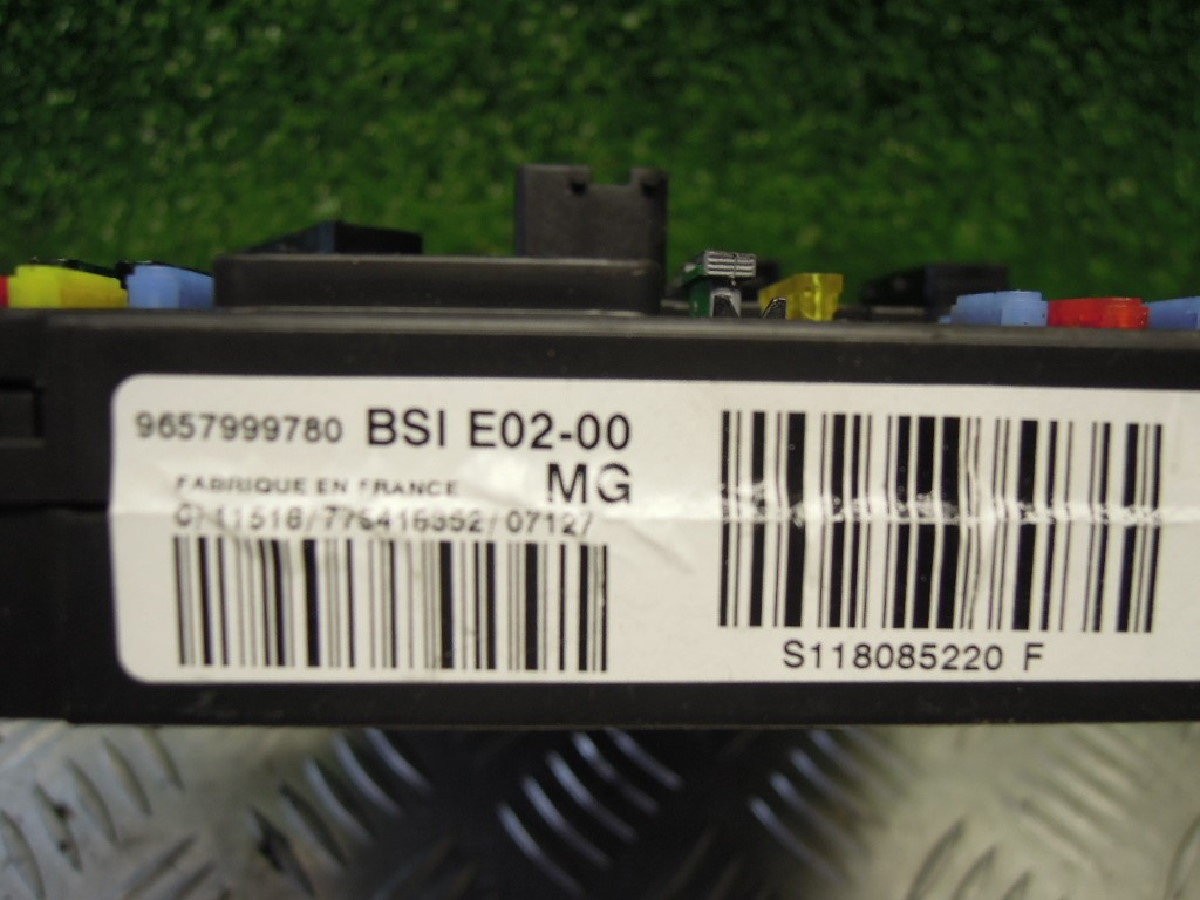 9657999780 BSI E02-00
FABRIQUE EN FRANCE MG
S118085220 F